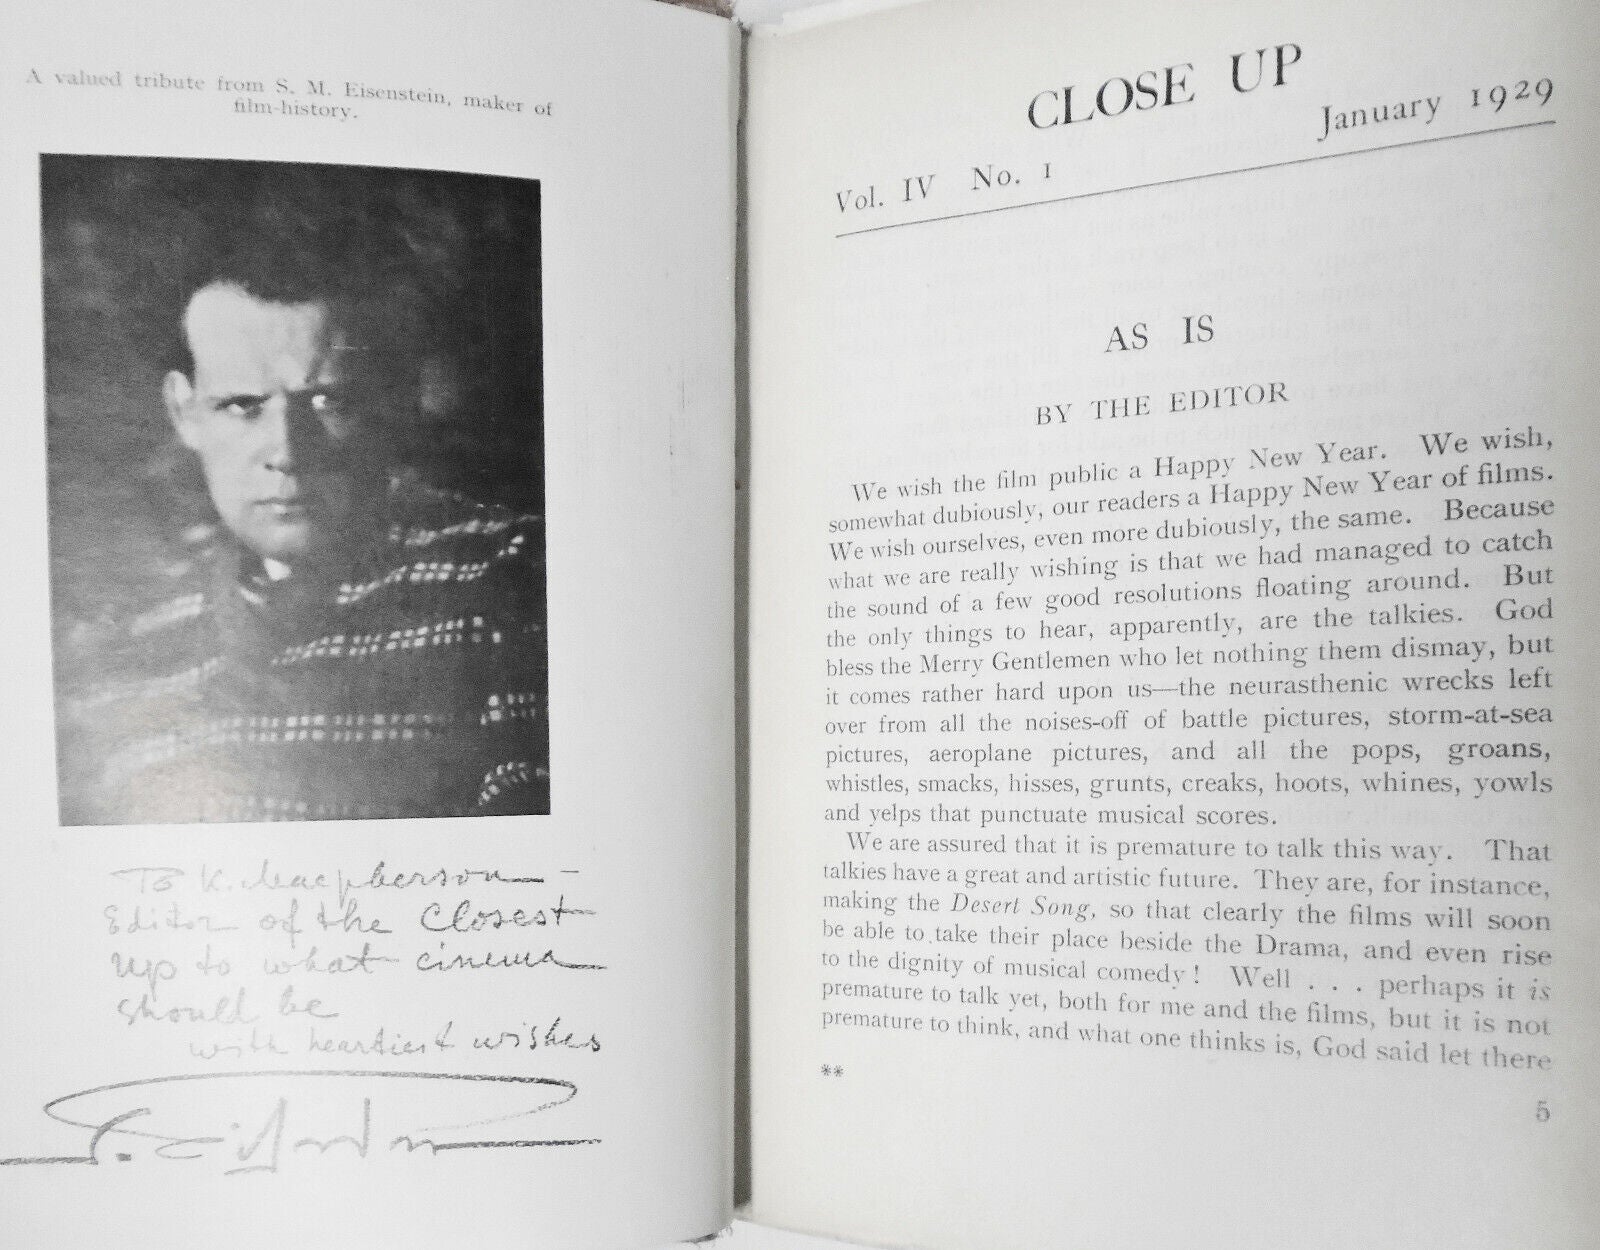 A valued tribute from S. M. Eisenstein, maker of
film-history.
To K. Macpherson –
Editor of the Closest
up to what cinema
should be
with heartiest wishes
CLOSE UP
Vol. IV No. 1 January 1929
AS IS
BY THE EDITOR
We wish the film public a Happy New Year. We wish,
somewhat dubiously, our readers a Happy New Year of films.
We wish ourselves, even more dubiously, the same. Because
what we are really wishing is that we had managed to catch
the sound of a few good resolutions floating around. But
the only things to hear, apparently, are the talkies. God
bless the Merry Gentlemen who let nothing them dismay, but
it comes rather hard upon us—the neurasthenic wrecks left
over from all the noises-off of battle pictures, storm-at-sea
pictures, aeroplane pictures, and all the pops, groans,
whistles, smacks, hisses, grunts, creaks, hoots, whines, yowls
and yelps that punctuate musical scores.
We are assured that it is premature to talk this way. That
talkies have a great and artistic future. They are, for instance,
making the Desert Song, so that clearly the films will soon
be able to take their place beside the Drama, and even rise
to the dignity of musical comedy! Well . . . perhaps it is
premature to talk yet, both for me and the films, but it is not
premature to think, and what one thinks is, God said let there
**
5